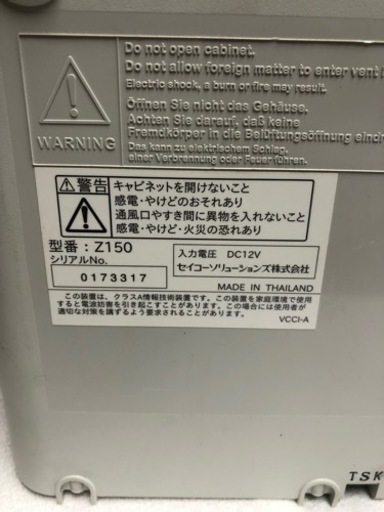 Do not open cabinet.
Do not allow foreign matter to enter vent
Electric shock, a burn or fire may result.
Öffnen Sie nicht das Gehäuse.
Achten Sie darauf, daß keine
Fremdkörper in die Belüftungsöffnung
Das kann zu elektrischem Schlag,
einer Verbrennung oder Feuer führen.
WARNING
警告
キャビネットを開けないこと
感電・やけどのおそれあり
通風口やすき間に異物を入れないこと
感電・やけど・火災の恐れあり
型番:Z150
シリアルNo.
0173317
入力電圧 DC12V
セイコーソリューションズ株式会社
MADE IN THAILAND
この装置は、クラスA情報技術装置です。この装置を家庭環境で使用
すると電波妨害を引き起こすことがあります。この場合には使用者が
適切な対策を講ずるよう要求されることがあります。
VCCI-A
TSK